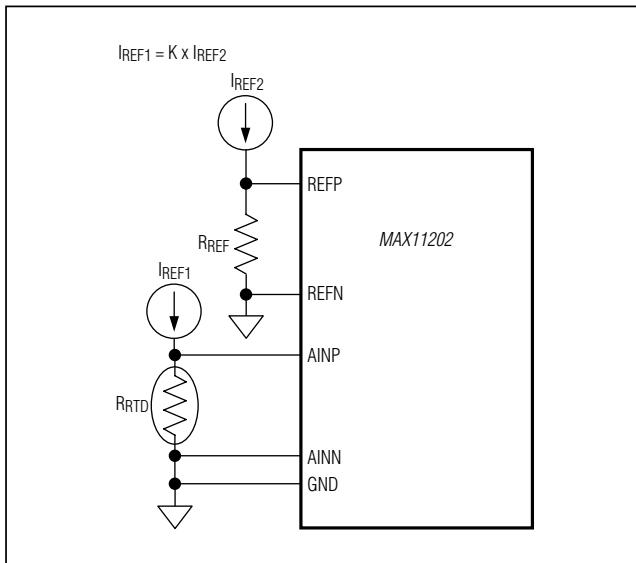 IREF1 = K x IREF2
IREF2
REFP
RREF
MAX11202
REFN
IREF1
AINP
RRTD
AINN
GND